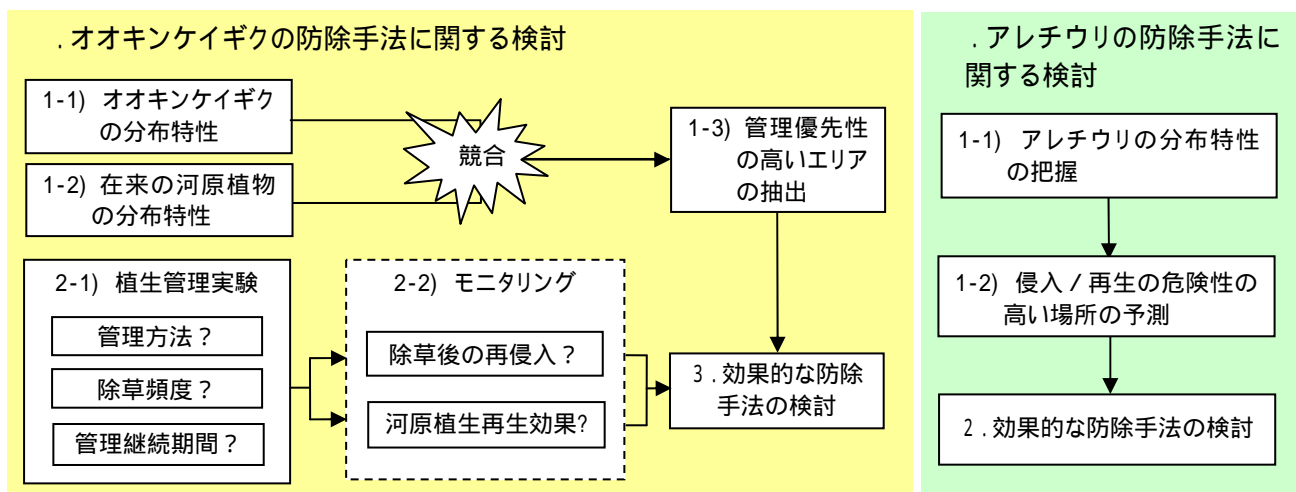 ．オオキンケイギクの防除手法に関する検討
1-1) オオキンケイギク
の分布特性
1-2) 在来の河原植物
の分布特性
競合
1-3) 管理優先性
の高いエリア
の抽出
2-1) 植生管理実験
管理方法？
除草頻度？
管理継続期間？
2-2) モニタリング
除草後の再侵入？
河原植生再生効果?
3．効果的な防除
手法の検討
．アレチウリの防除手法に
関する検討
1-1) アレチウリの分布特性
の把握
1-2) 侵入／再生の危険性の
高い場所の予測
2．効果的な防除手法の検討